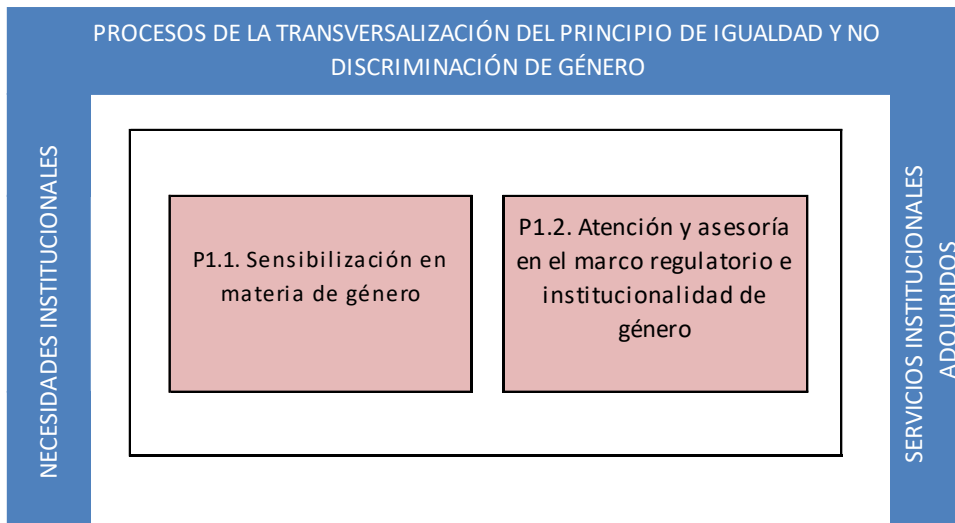 PROCESOS DE LA TRANSVERSALIZACIÓN DEL PRINCIPIO DE IGUALDAD Y NO
DISCRIMINACIÓN DE GÉNERO
NECESIDADES INSTITUCIONALES
P1.1. Sensibilización en
materia de género
P1.2. Atención y asesoría
en el marco regulatorio e
institucionalidad de
género
SERVICIOS INSTITUCIONALES
ADQUIRIDOS